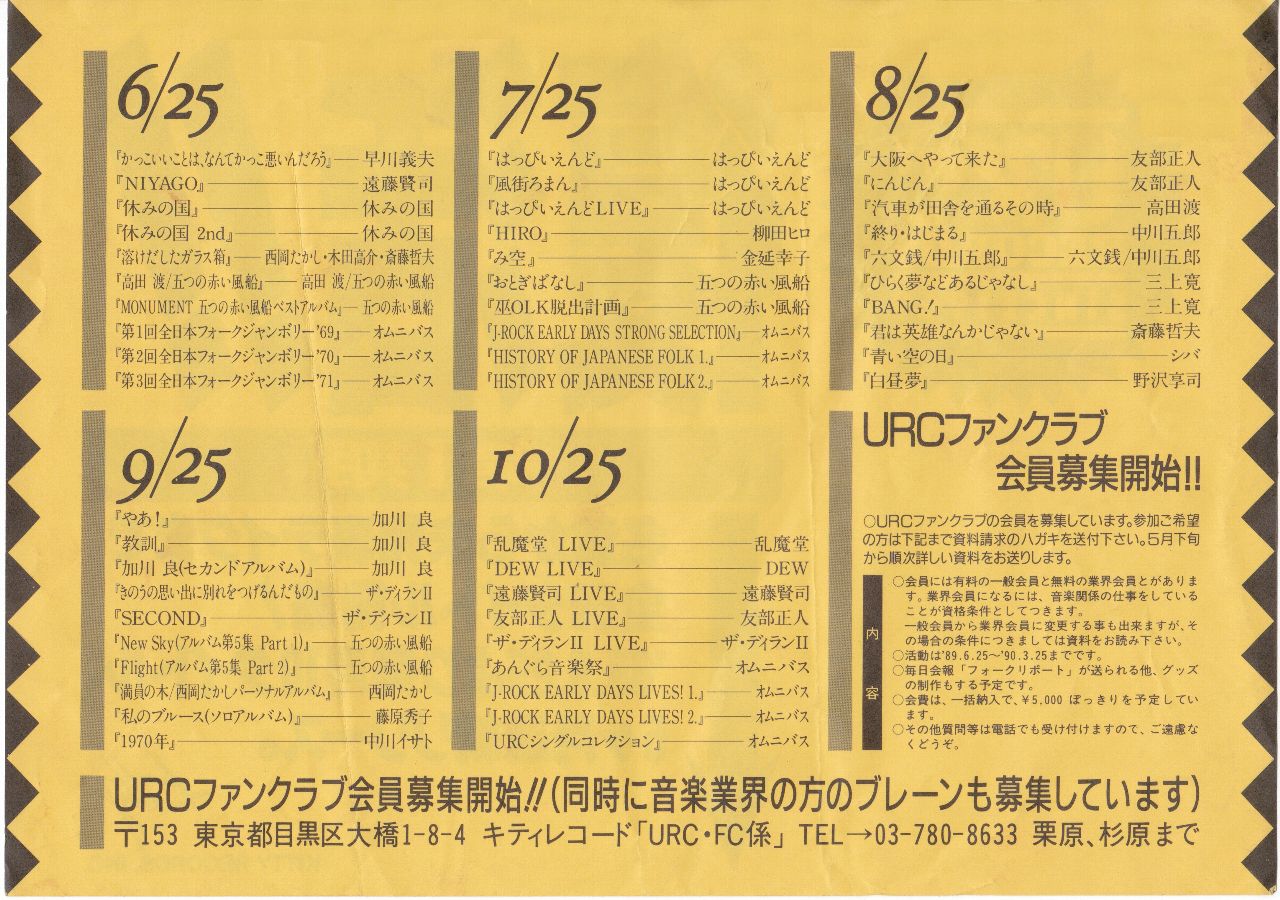 6/25
『かっこいいことは、なんてかっこ悪いんだろう』 早川義夫
『NIYAGO』 遠藤賢司
『休みの国』 休みの国
『休みの国 2nd』 休みの国
『溶けだしたガラス箱』 西岡たかし・木田高介・斎藤哲夫
『高田 渡/五つの赤い風船』 高田 渡/五つの赤い風船
『MONUMENT 五つの赤い風船ベストアルバム』 五つの赤い風船
『第1回全日本フォークジャンボリー'69』 オムニバス
『第2回全日本フォークジャンボリー'70』 オムニバス
『第3回全日本フォークジャンボリー'71』 オムニバス
7/25
『はっぴいえんど』 はっぴいえんど
『風街ろまん』 はっぴいえんど
『はっぴいえんどLIVE』 はっぴいえんど
『HIRO』 柳田ヒロ
『み空』 金延幸子
『おとぎばなし』 五つの赤い風船
『巫OLK脱出計画』 五つの赤い風船
『J-ROCK EARLY DAYS STRONG SELECTION』 オムニバス
『HISTORY OF JAPANESE FOLK 1.』 オムニバス
『HISTORY OF JAPANESE FOLK 2.』 オムニバス
8/25
『大阪へやって来た』 友部正人
『にんじん』 友部正人
『汽車が田舎を通るその時』 高田渡
『終り・はじまる』 中川五郎
『六文銭/中川五郎』 六文銭/中川五郎
『ひらく夢などあるじゃなし』 三上寛
『BANG!』 三上寛
『君は英雄なんかじゃない』 斎藤哲夫
『青い空の日』 シバ
『白昼夢』 野沢享司
9/25
『やあ!』 加川 良
『教訓』 加川 良
『加川 良(セカンドアルバム)』 加川 良
『きのうの思い出に別れをつげるんだもの』 ザ・ディランII
『SECOND』 ザ・ディランII
『New Sky(アルバム第5集 Part 1)』 五つの赤い風船
『Flight(アルバム第5集 Part 2)』 五つの赤い風船
『満員の木/西岡たかしパーソナルアルバム』 西岡たかし
『私のブルース(ソロアルバム)』 藤原秀子
『1970年』 中川イサト
10/25
『乱魔堂 LIVE』 乱魔堂
『DEW LIVE』 DEW
『遠藤賢司 LIVE』 遠藤賢司
『友部正人 LIVE』 友部正人
『ザ・ディランII LIVE』 ザ・ディランII
『あんぐら音楽祭』 オムニバス
『J-ROCK EARLY DAYS LIVES! 1.』 オムニバス
『J-ROCK EARLY DAYS LIVES! 2.』 オムニバス
『URCシングルコレクション』 オムニバス
URCファンクラブ
会員募集開始!!
○URCファンクラブの会員を募集しています。参加ご希望
の方は下記まで資料請求のハガキを送付下さい。5月下旬
から順次詳しい資料をお送りします。
内容
○会員には有料の一般会員と無料の業界会員とがありま
す。業界会員になるには、音楽関係の仕事をしている
ことが資格条件としてつきます。
一般会員から業界会員に変更する事も出来ますが、そ
の場合の条件につきましては資料をお読み下さい。
○活動は'89.6.25〜'90.3.25までです。
○毎日会報「フォークリポート」が送られる他、グッズ
の制作もする予定です。
○会費は、一括納入で、¥5,000 ぽっきりを予定してい
ます。
○その他質問等は電話でも受け付けますので、ご遠慮な
くどうぞ。
URCファンクラブ会員募集開始!!(同時に音楽業界の方のブレーンも募集しています)
〒153 東京都目黒区大橋1-8-4 キティレコード「URC・FC係」 TEL→03-780-8633 栗原、杉原まで